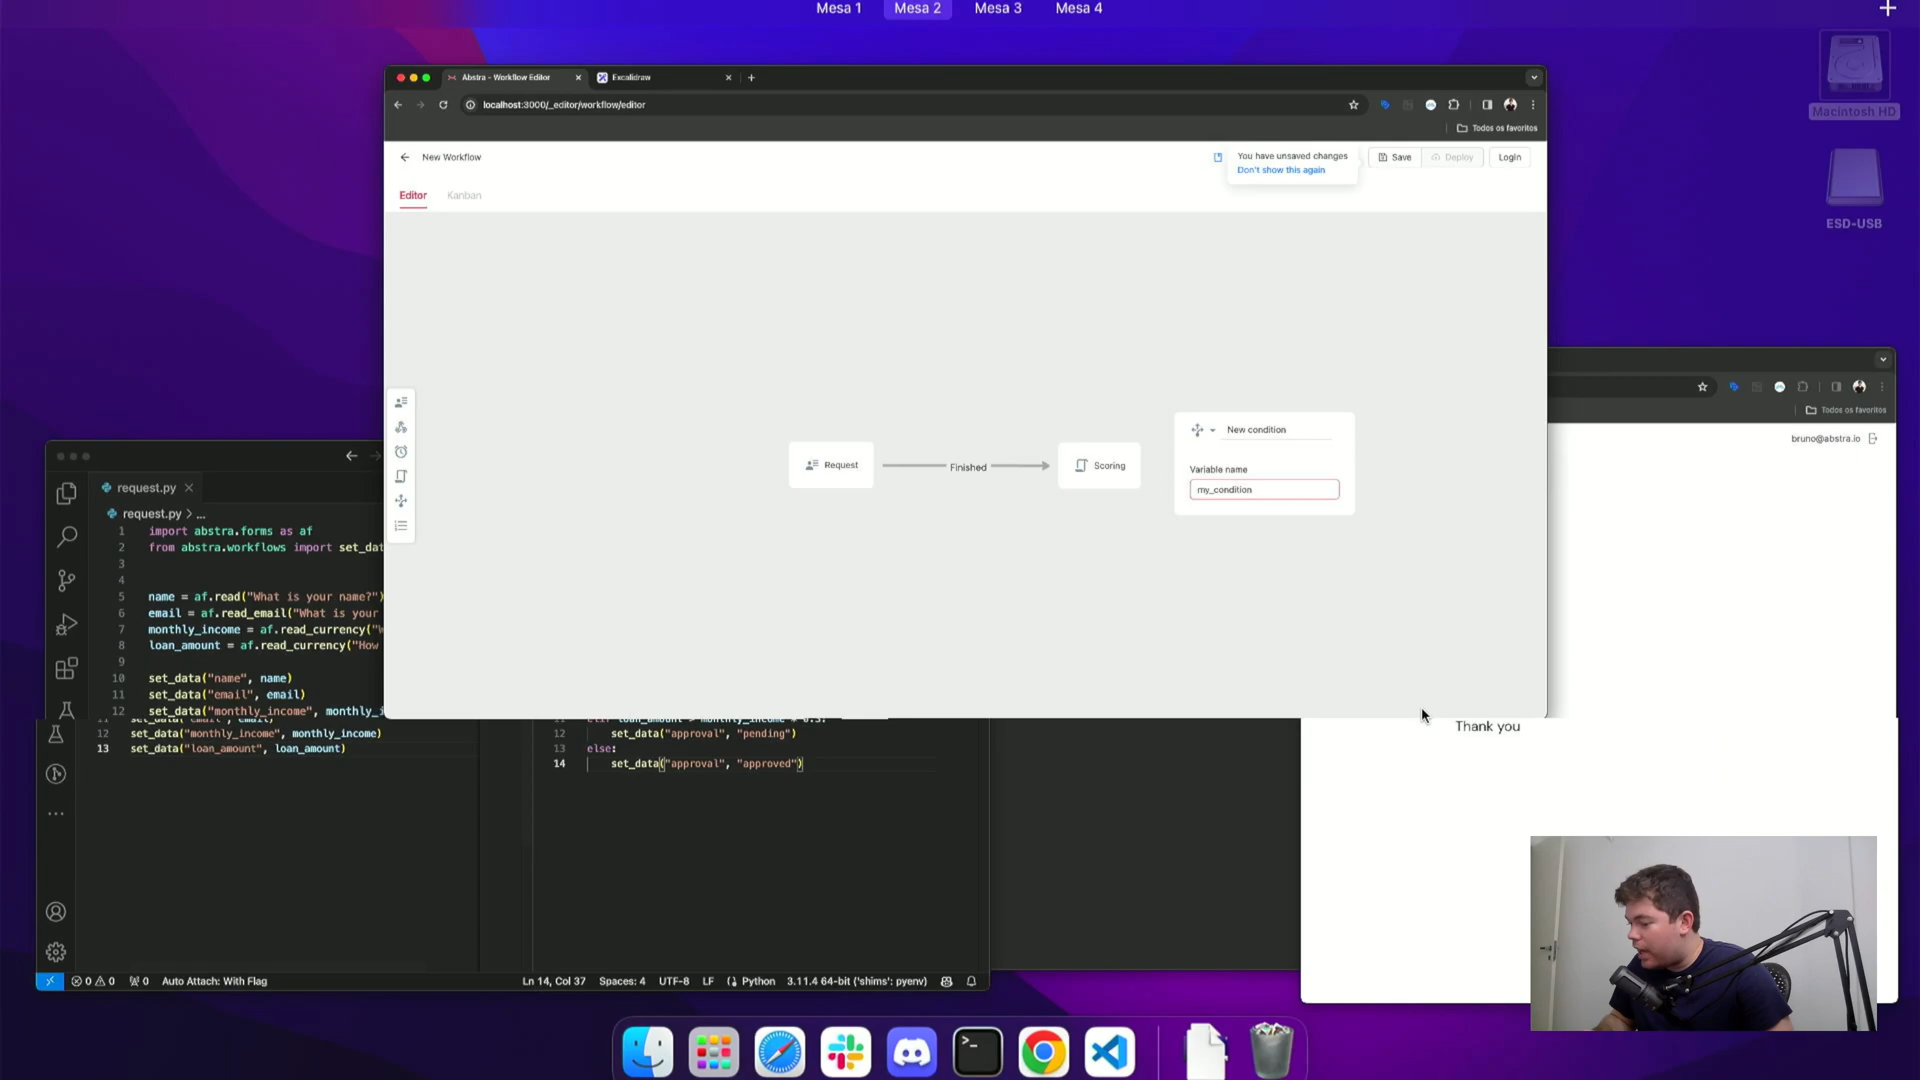 Mesa 1
Mesa 2
Mesa 3
Mesa 4
Macintosh HD
ESD-USB
Abstra - Workflow Editor
Excalidraw
localhost:3000/_editor/workflow/editor
Todos os favoritos
New Workflow
You have unsaved changes
Don't show this again
Save
Deploy
Login
Editor
Kanban
Request
Finished
Scoring
New condition
Variable name
my_condition
Todos os favoritos
bruno@abstra.io
Thank you
request.py
request.py > ...
1 import abstra.forms as af
2 from abstra.workflows import set_dat
3
4
5 name = af.read("What is your name?")
6 email = af.read_email("What is your
7 monthly_income = af.read_currency("W
8 loan_amount = af.read_currency("How
9
10 set_data("name", name)
11 set_data("email", email)
12 set_data("monthly_income", monthly_i
12 set_data("monthly_income", monthly_income)
13 set_data("loan_amount", loan_amount)
12 set_data("approval", "pending")
13 else:
14 set_data("approval", "approved")
0 0 0 Auto Attach: With Flag
Ln 14, Col 37 Spaces: 4 UTF-8 LF Python 3.11.4 64-bit ('shims': pyenv)